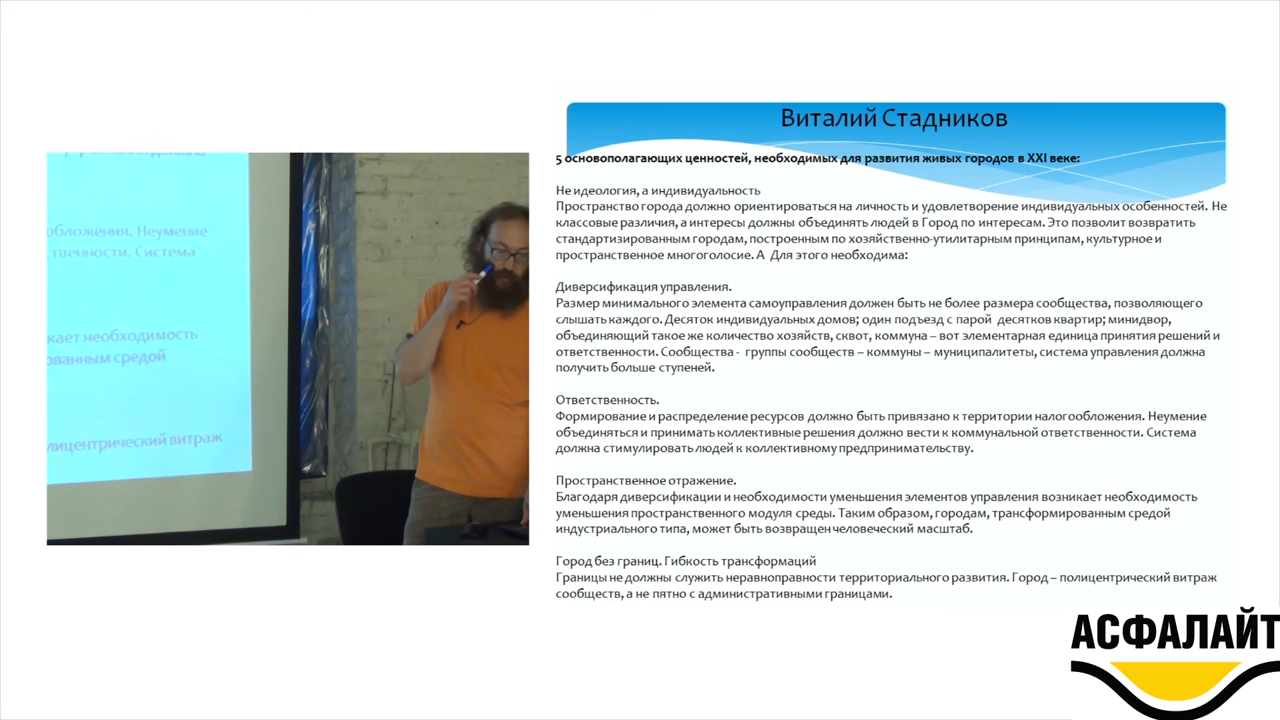 обложения. Неумение
тственности. Система
кает необходимость
ованным средой
лицентрический витраж
Виталий Стадников
5 основополагающих ценностей, необходимых для развития живых городов в XXI веке:
Не идеология, а индивидуальность
Пространство города должно ориентироваться на личность и удовлетворение индивидуальных особенностей. Не
классовые различия, а интересы должны объединять людей в Город по интересам. Это позволит возвратить
стандартизированным городам, построенным по хозяйственно-утилитарным принципам, культурное и
пространственное многоголосие. А Для этого необходима:
Диверсификация управления.
Размер минимального элемента самоуправления должен быть не более размера сообщества, позволяющего
слышать каждого. Десяток индивидуальных домов; один подъезд с парой десятков квартир; минидвор,
объединяющий такое же количество хозяйств, сквот, коммуна – вот элементарная единица принятия решений и
ответственности. Сообщества - группы сообществ – коммуны – муниципалитеты, система управления должна
получить больше ступеней.
Ответственность.
Формирование и распределение ресурсов должно быть привязано к территории налогообложения. Неумение
объединяться и принимать коллективные решения должно вести к коммунальной ответственности. Система
должна стимулировать людей к коллективному предпринимательству.
Пространственное отражение.
Благодаря диверсификации и необходимости уменьшения элементов управления возникает необходимость
уменьшения пространственного модуля среды. Таким образом, городам, трансформированным средой
индустриального типа, может быть возвращен человеческий масштаб.
Город без границ. Гибкость трансформаций
Границы не должны служить неравноправности территориального развития. Город – полицентрический витраж
сообществ, а не пятно с административными границами.
АСФАЛАЙТ